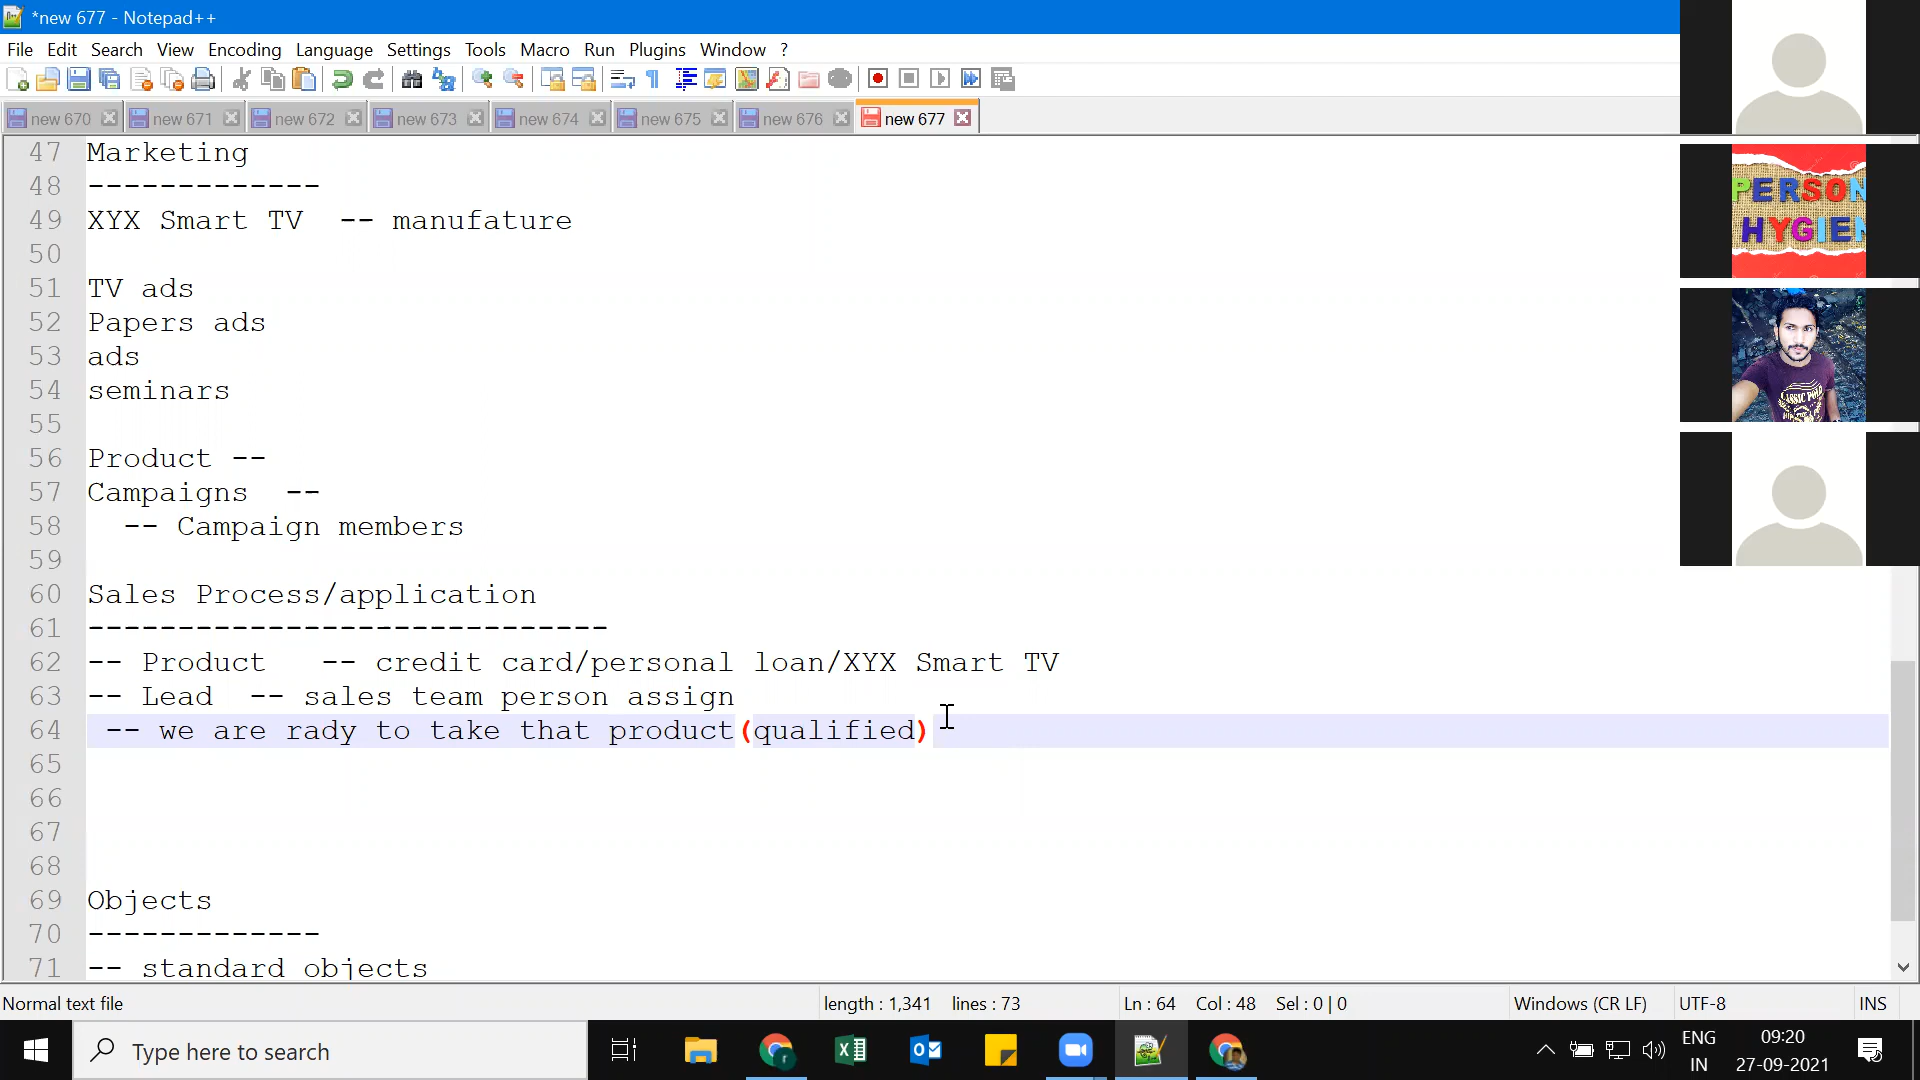 *new 677 - Notepad++
File Edit Search View Encoding Language Settings Tools Macro Run Plugins Window ?
new 670 new 671 new 672 new 673 new 674 new 675 new 676 new 677
47 Marketing
48 -------------
49 XYX Smart TV -- manufature
50
51 TV ads
52 Papers ads
53 ads
54 seminars
55
56 Product --
57 Campaigns --
58 -- Campaign members
59
60 Sales Process/application
61 -----------------------------
62 -- Product -- credit card/personal loan/XYX Smart TV
63 -- Lead -- sales team person assign
64 -- we are rady to take that product(qualified)
65
66
67
68
69 Objects
70 -------------
71 -- standard objects
PERSON
HYGIEN
CLASSIC POLO
Normal text file length : 1,341 lines : 73 Ln : 64 Col : 48 Sel : 0 | 0 Windows (CR LF) UTF-8 INS
Type here to search
ENG
IN
09:20
27-09-2021